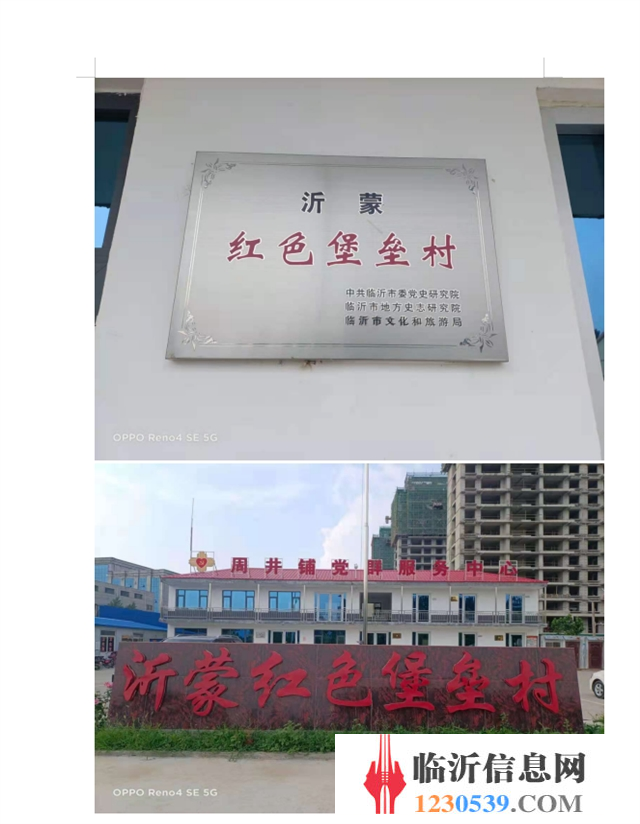 沂 蒙
红色堡垒村
中共临沂市委党史研究院
临沂市地方史志研究院
临沂市文化和旅游局
OPPO Reno4 SE 5G
周井铺党群服务中心
沂蒙红色堡垒村
OPPO Reno4 SE 5G
临沂信息网
1230539.COM